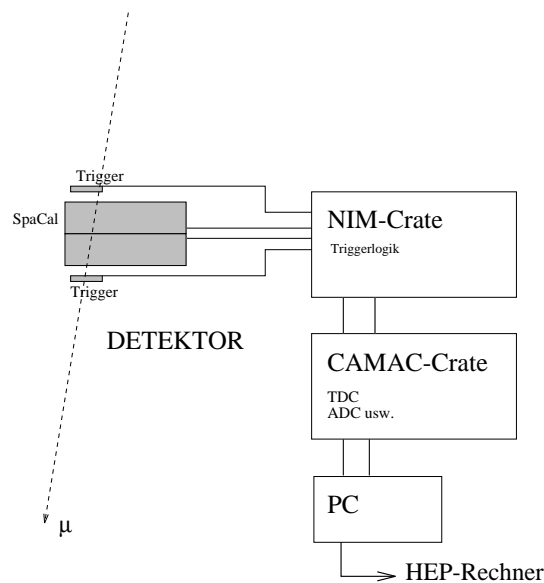 Trigger
SpaCal
NIM-Crate
Triggerlogik
Trigger
DETEKTOR
CAMAC-Crate
TDC
ADC usw.
PC
μ
HEP-Rechner